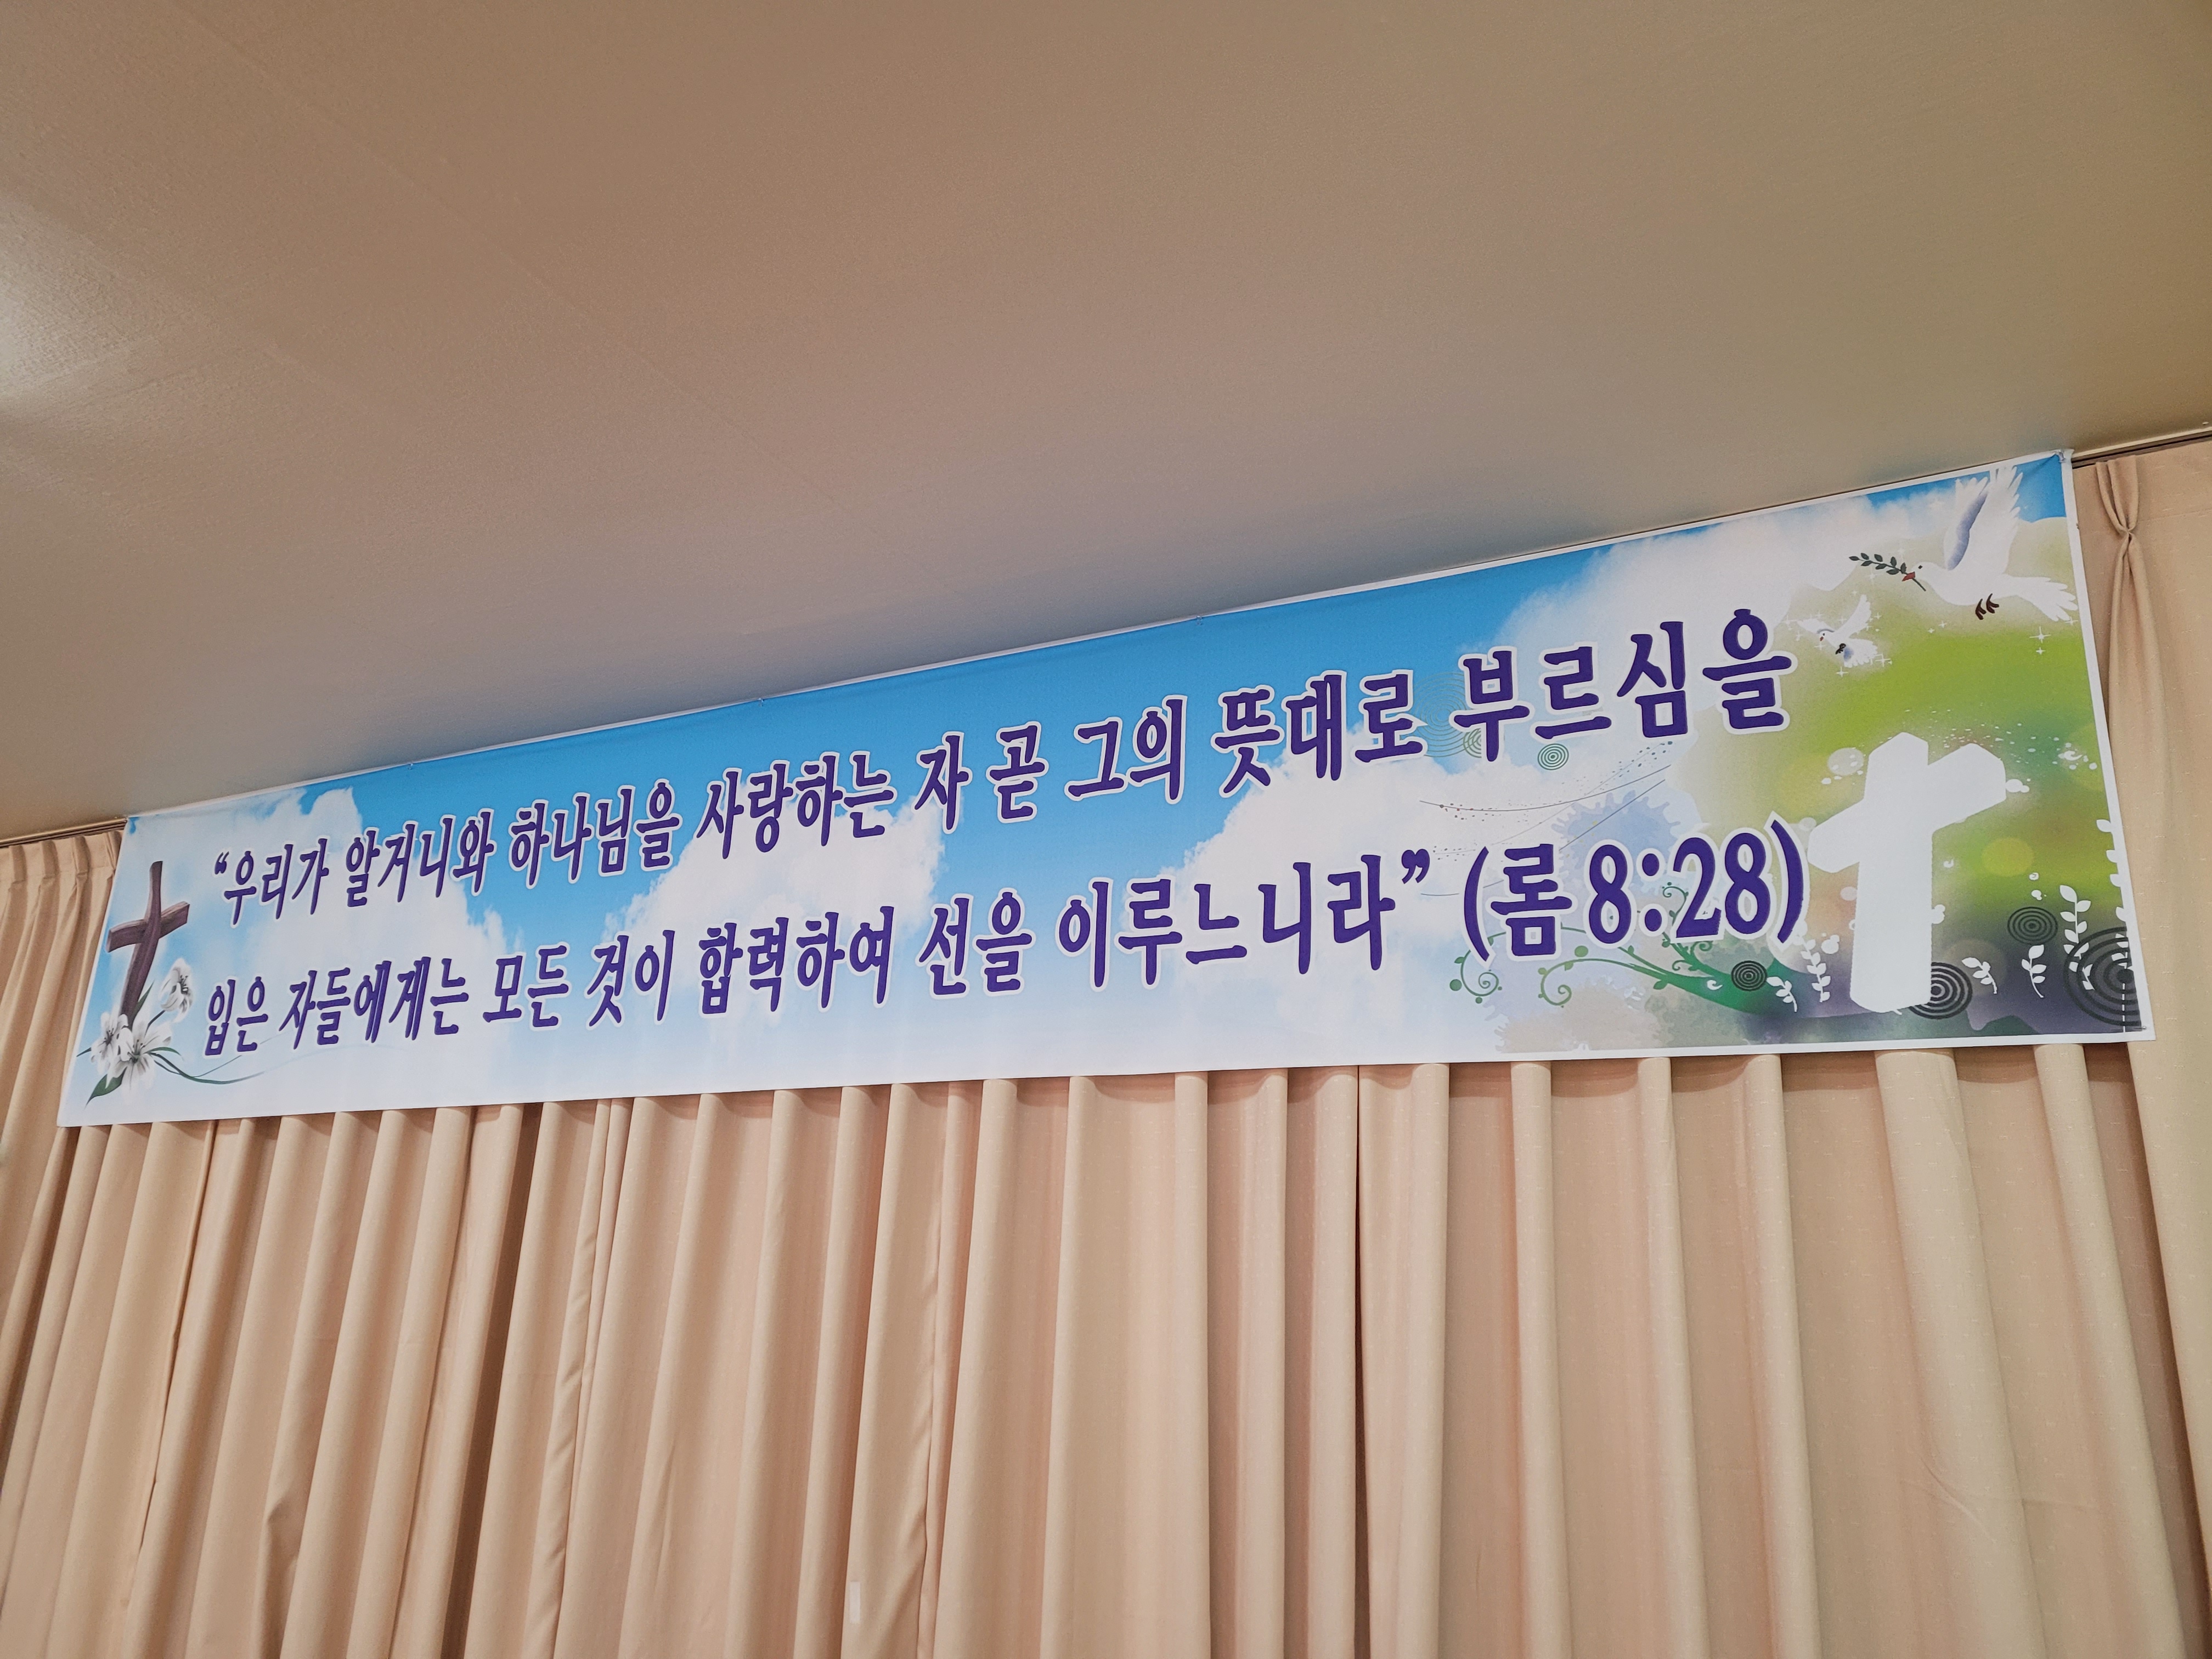 “우리가 알거니와 하나님을 사랑하는 자 곧 그의 뜻대로 부르심을
입은 자들에게는 모든 것이 합력하여 선을 이루느니라” (롬 8:28)